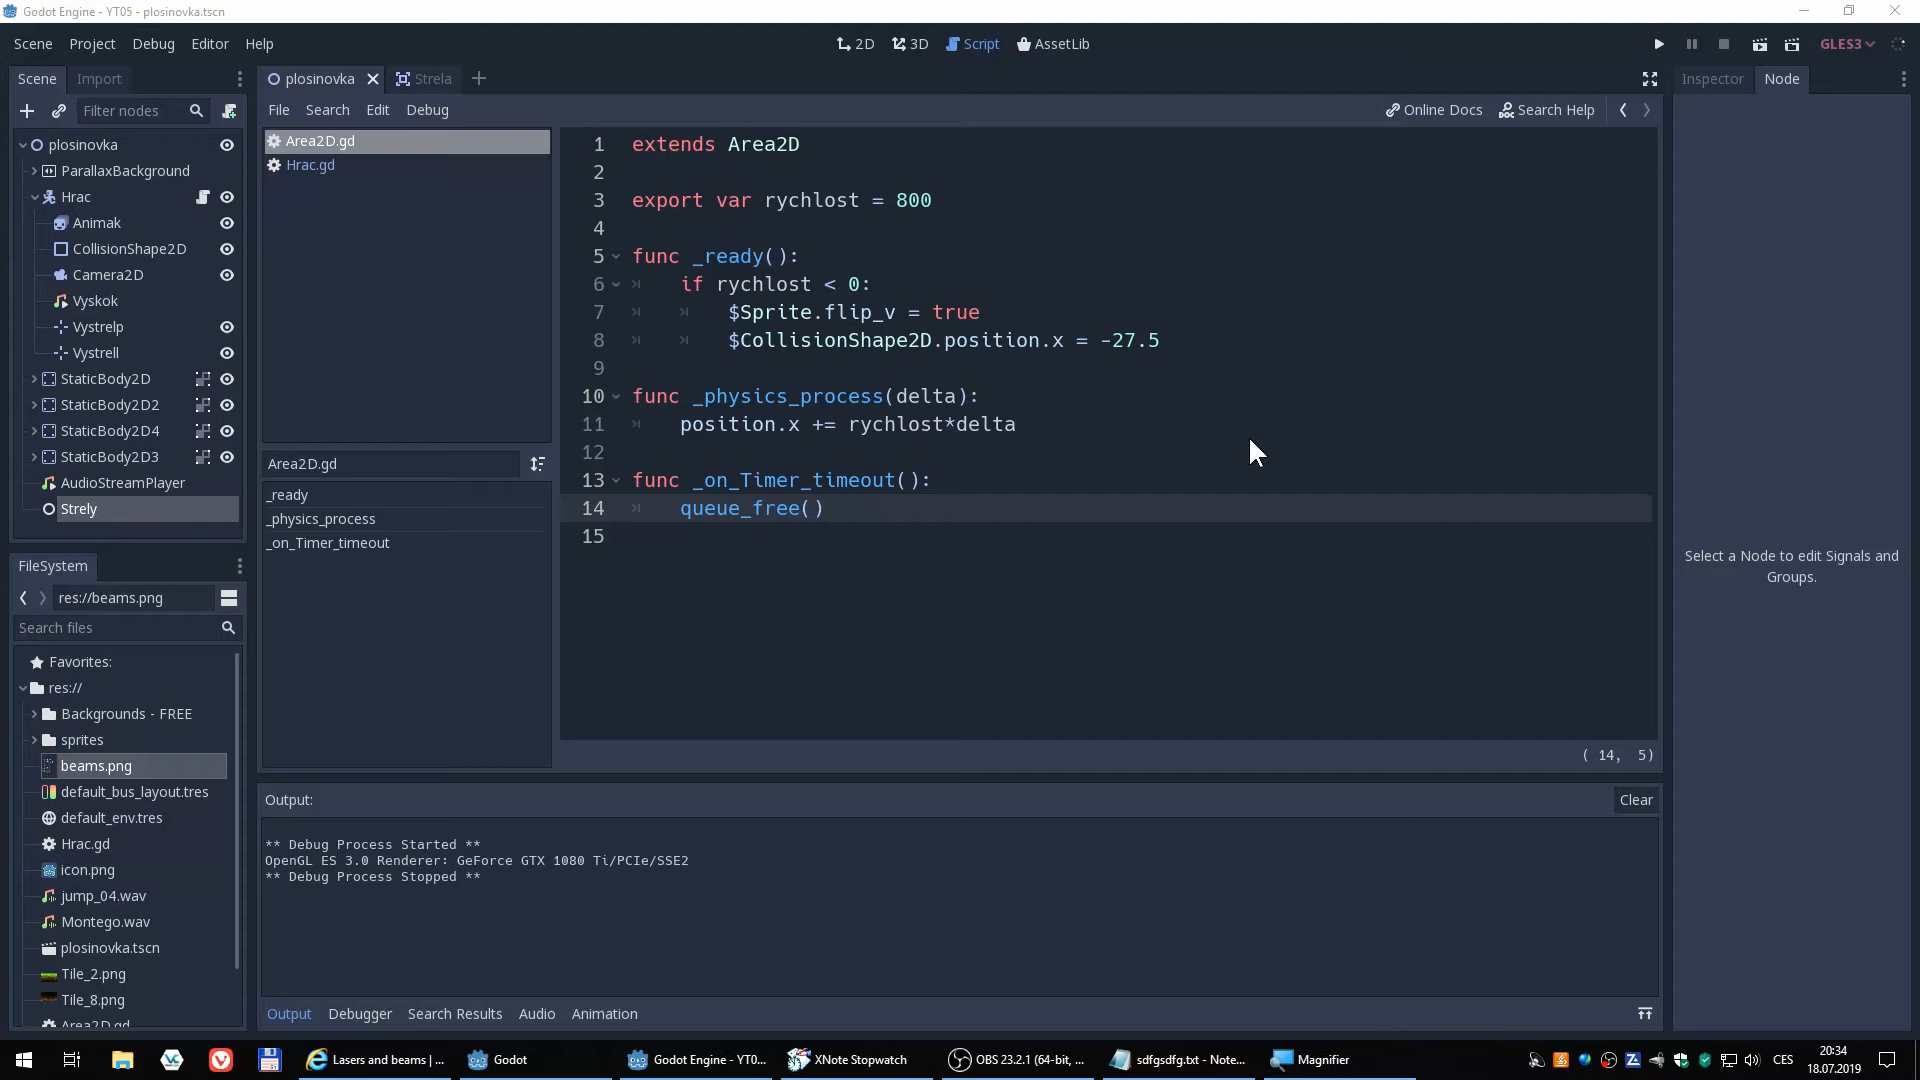 Godot Engine - YT05 - plosinovka.tscn
Scene Project Debug Editor Help
2D 3D Script AssetLib
GLES3
Scene Import
Filter nodes
plosinovka
ParallaxBackground
Hrac
Animak
CollisionShape2D
Camera2D
Vyskok
Vystrelp
Vystrell
StaticBody2D
StaticBody2D2
StaticBody2D4
StaticBody2D3
AudioStreamPlayer
Strely
FileSystem
res://beams.png
Search files
Favorites:
res://
Backgrounds - FREE
sprites
beams.png
default_bus_layout.tres
default_env.tres
Hrac.gd
icon.png
jump_04.wav
Montego.wav
plosinovka.tscn
Tile_2.png
Tile_8.png
Area2D.gd
plosinovka Strela
File Search Edit Debug
Online Docs Search Help
Area2D.gd
Hrac.gd
Area2D.gd
_ready
_physics_process
_on_Timer_timeout
1 extends Area2D
2
3 export var rychlost = 800
4
5 func _ready():
6 if rychlost < 0:
7 $Sprite.flip_v = true
8 $CollisionShape2D.position.x = -27.5
9
10 func _physics_process(delta):
11 position.x += rychlost*delta
12
13 func _on_Timer_timeout():
14 queue_free()
15
( 14, 5)
Output:
Clear
** Debug Process Started **
OpenGL ES 3.0 Renderer: GeForce GTX 1080 Ti/PCIe/SSE2
** Debug Process Stopped **
Output Debugger Search Results Audio Animation
Inspector Node
Select a Node to edit Signals and
Groups.
Lasers and beams | ... Godot Godot Engine - YT0... XNote Stopwatch OBS 23.2.1 (64-bit, ... sdfgsdfg.txt - Note... Magnifier
CES
20:34
18.07.2019